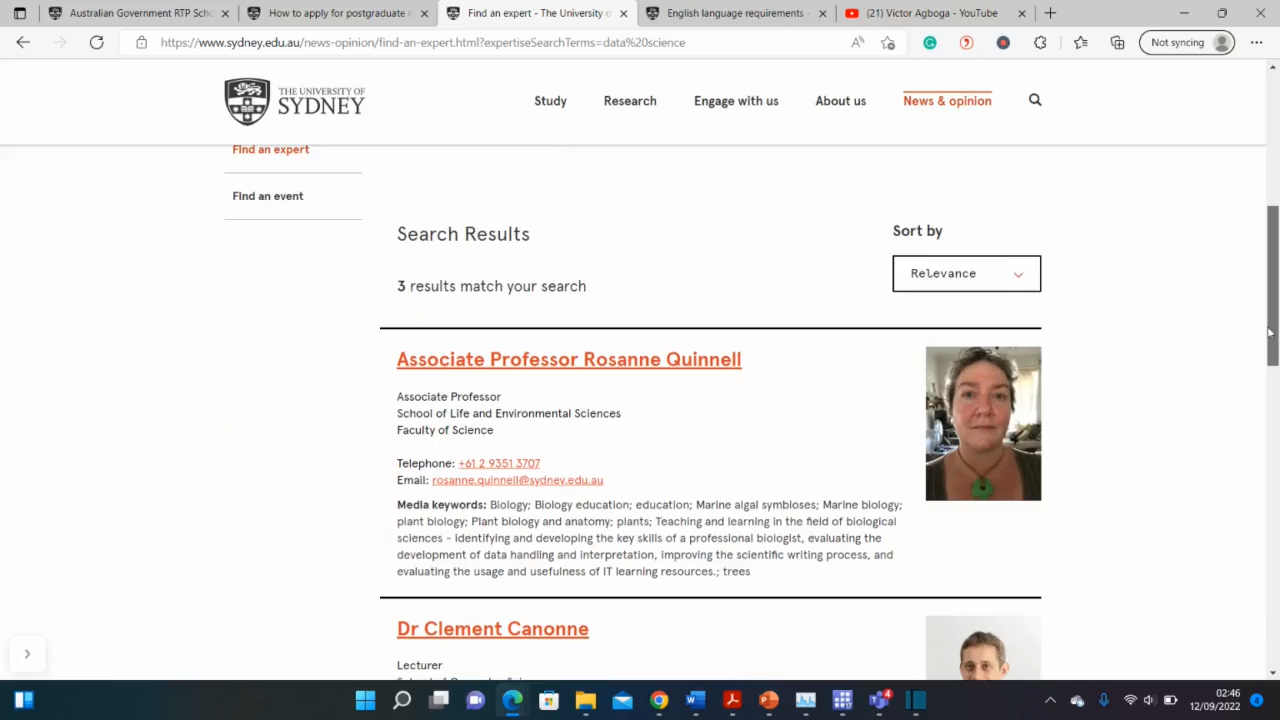 Australian Government RTP Sch
How to Sydney for postgraduate r
Find an expert - The University o
English language requirements -
(21) Victor Agboga - YouTube
https://www.sydney.edu.au/news-opinion/find-an-expert.html?expertiseSearchTerms=data%20science
Not syncing
THE UNIVERSITY OF
SYDNEY
Study
Research
Engage with us
About us
News & opinion
Find an expert
Find an event
Search Results
Sort by
Relevance
3 results match your search
Associate Professor Rosanne Quinnell
Associate Professor
School of Life and Environmental Sciences
Faculty of Science
Telephone: +61 2 9351 3707
Email: rosanne.quinnell@sydney.edu.au
Media keywords: Biology; Biology education; education; Marine algal symbioses; Marine biology;
plant biology; Plant biology and anatomy; plants; Teaching and learning in the field of biological
sciences - identifying and developing the key skills of a professional biologist, evaluating the
development of data handling and interpretation, improving the scientific writing process, and
evaluating the usage and usefulness of IT learning resources.; trees
Dr Clement Canonne
Lecturer
4
02:46
12/09/2022